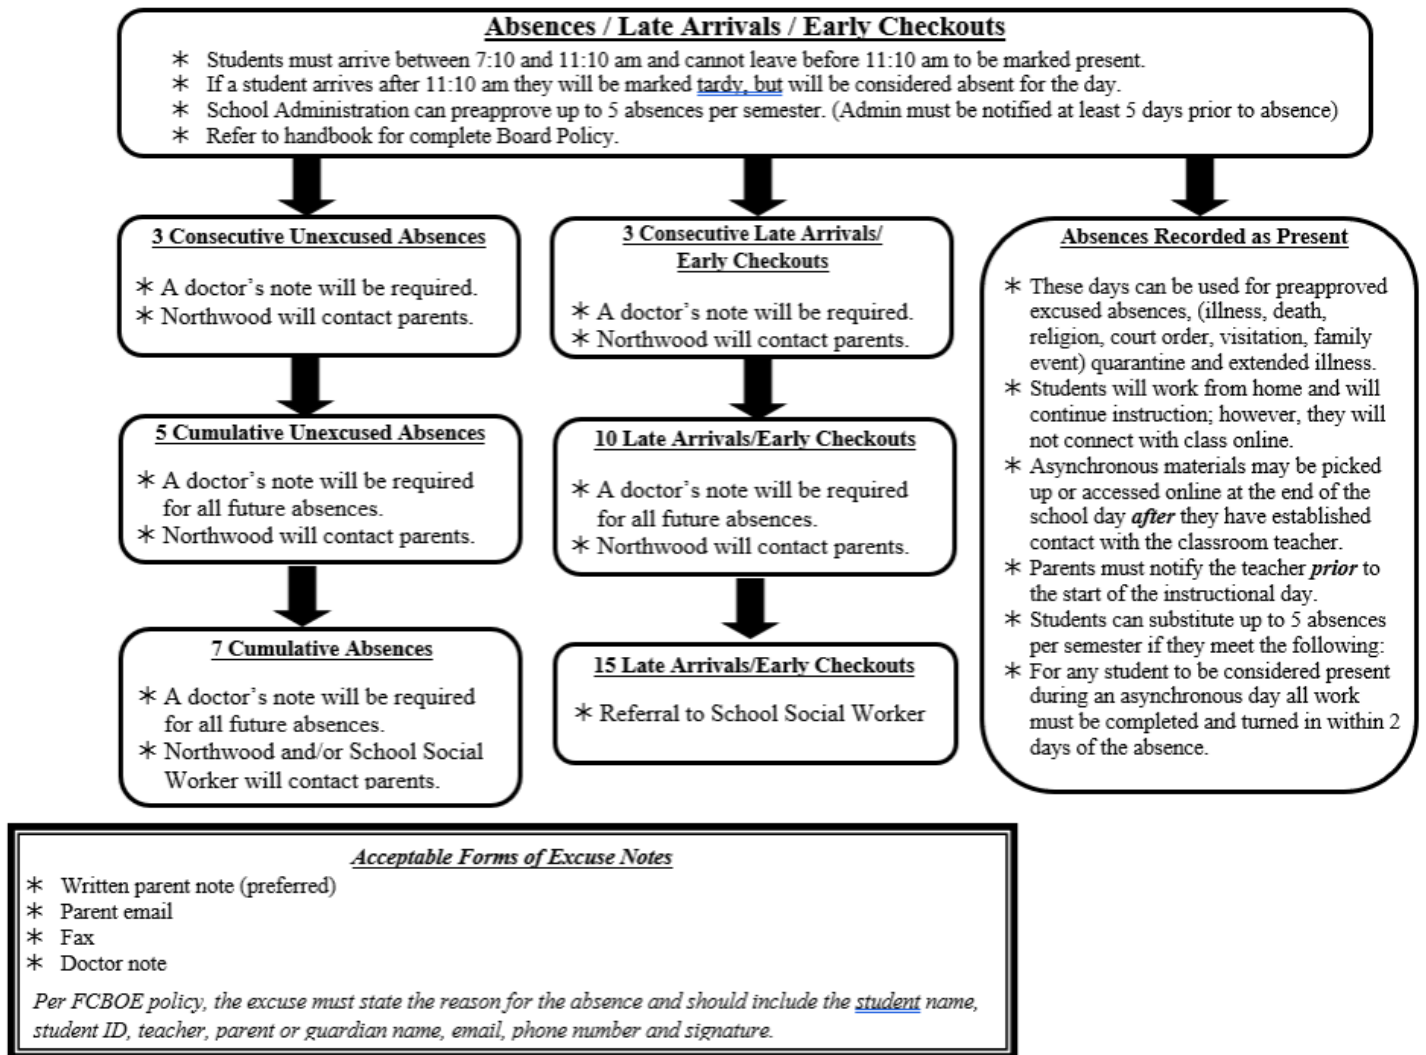 Absences / Late Arrivals / Early Checkouts
* Students must arrive between 7:10 and 11:10 am and cannot leave before 11:10 am to be marked present.
* If a student arrives after 11:10 am they will be marked tardy, but will be considered absent for the day.
* School Administration can preapprove up to 5 absences per semester. (Admin must be notified at least 5 days prior to absence)
* Refer to handbook for complete Board Policy.
3 Consecutive Unexcused Absences
* A doctor's note will be required.
* Northwood will contact parents.
5 Cumulative Unexcused Absences
* A doctor's note will be required
for all future absences.
* Northwood will contact parents.
7 Cumulative Absences
* A doctor's note will be required
for all future absences.
* Northwood and/or School Social
Worker will contact parents.
3 Consecutive Late Arrivals/
Early Checkouts
* A doctor's note will be required.
* Northwood will contact parents.
10 Late Arrivals/Early Checkouts
* A doctor's note will be required
for all future absences.
* Northwood will contact parents.
15 Late Arrivals/Early Checkouts
* Referral to School Social Worker
Absences Recorded as Present
* These days can be used for preapproved
excused absences, (illness, death,
religion, court order, visitation, family
event) quarantine and extended illness.
* Students will work from home and will
continue instruction; however, they will
not connect with class online.
* Asynchronous materials may be picked
up or accessed online at the end of the
school day after they have established
contact with the classroom teacher.
* Parents must notify the teacher prior to
the start of the instructional day.
* Students can substitute up to 5 absences
per semester if they meet the following:
* For any student to be considered present
during an asynchronous day all work
must be completed and turned in within 2
days of the absence.
Acceptable Forms of Excuse Notes
* Written parent note (preferred)
* Parent email
* Fax
* Doctor note
Per FCBOE policy, the excuse must state the reason for the absence and should include the student name,
student ID, teacher, parent or guardian name, email, phone number and signature.